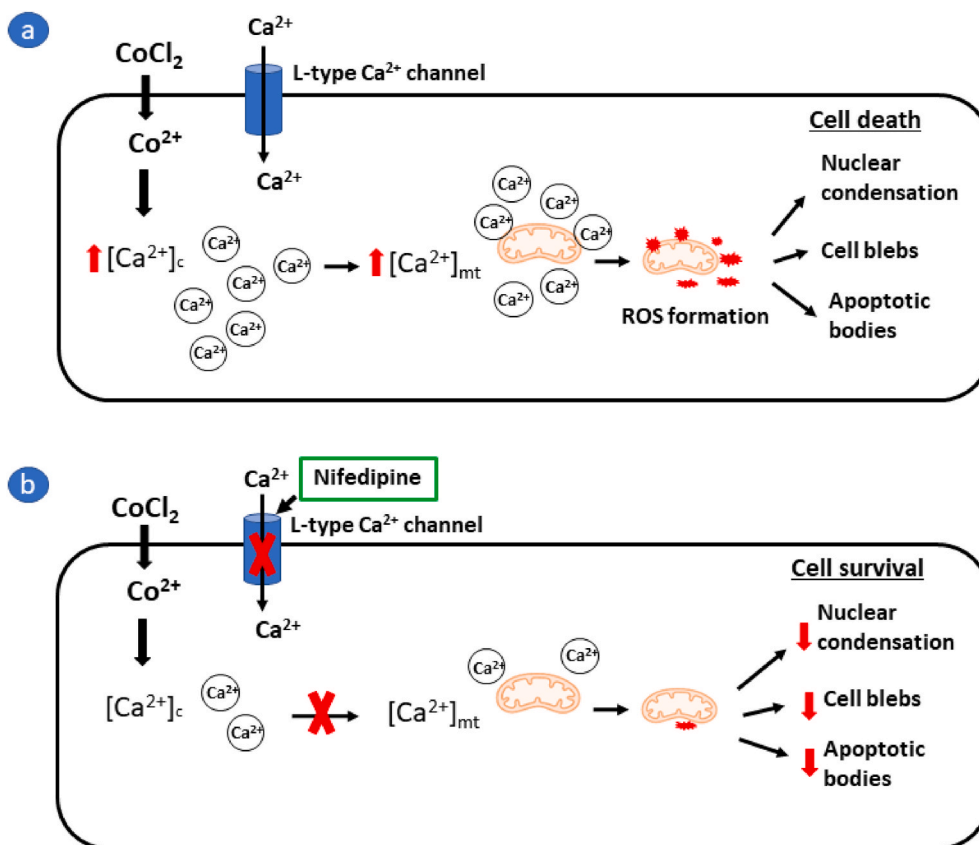 a
CoCl₂
Ca²⁺
L-type Ca²⁺ channel
Co²⁺
Ca²⁺
[Ca²⁺]c
Ca²⁺
Ca²⁺
Ca²⁺
Ca²⁺
Ca²⁺
Ca²⁺
[Ca²⁺]mt
Ca²⁺
Ca²⁺
Ca²⁺
Ca²⁺
Ca²⁺
Ca²⁺
ROS formation
Cell death
Nuclear
condensation
Cell blebs
Apoptotic
bodies
b
CoCl₂
Ca²⁺
Nifedipine
L-type Ca²⁺ channel
Co²⁺
Ca²⁺
[Ca²⁺]c
Ca²⁺
Ca²⁺
[Ca²⁺]mt
Ca²⁺
Ca²⁺
Cell survival
Nuclear
condensation
Cell blebs
Apoptotic
bodies